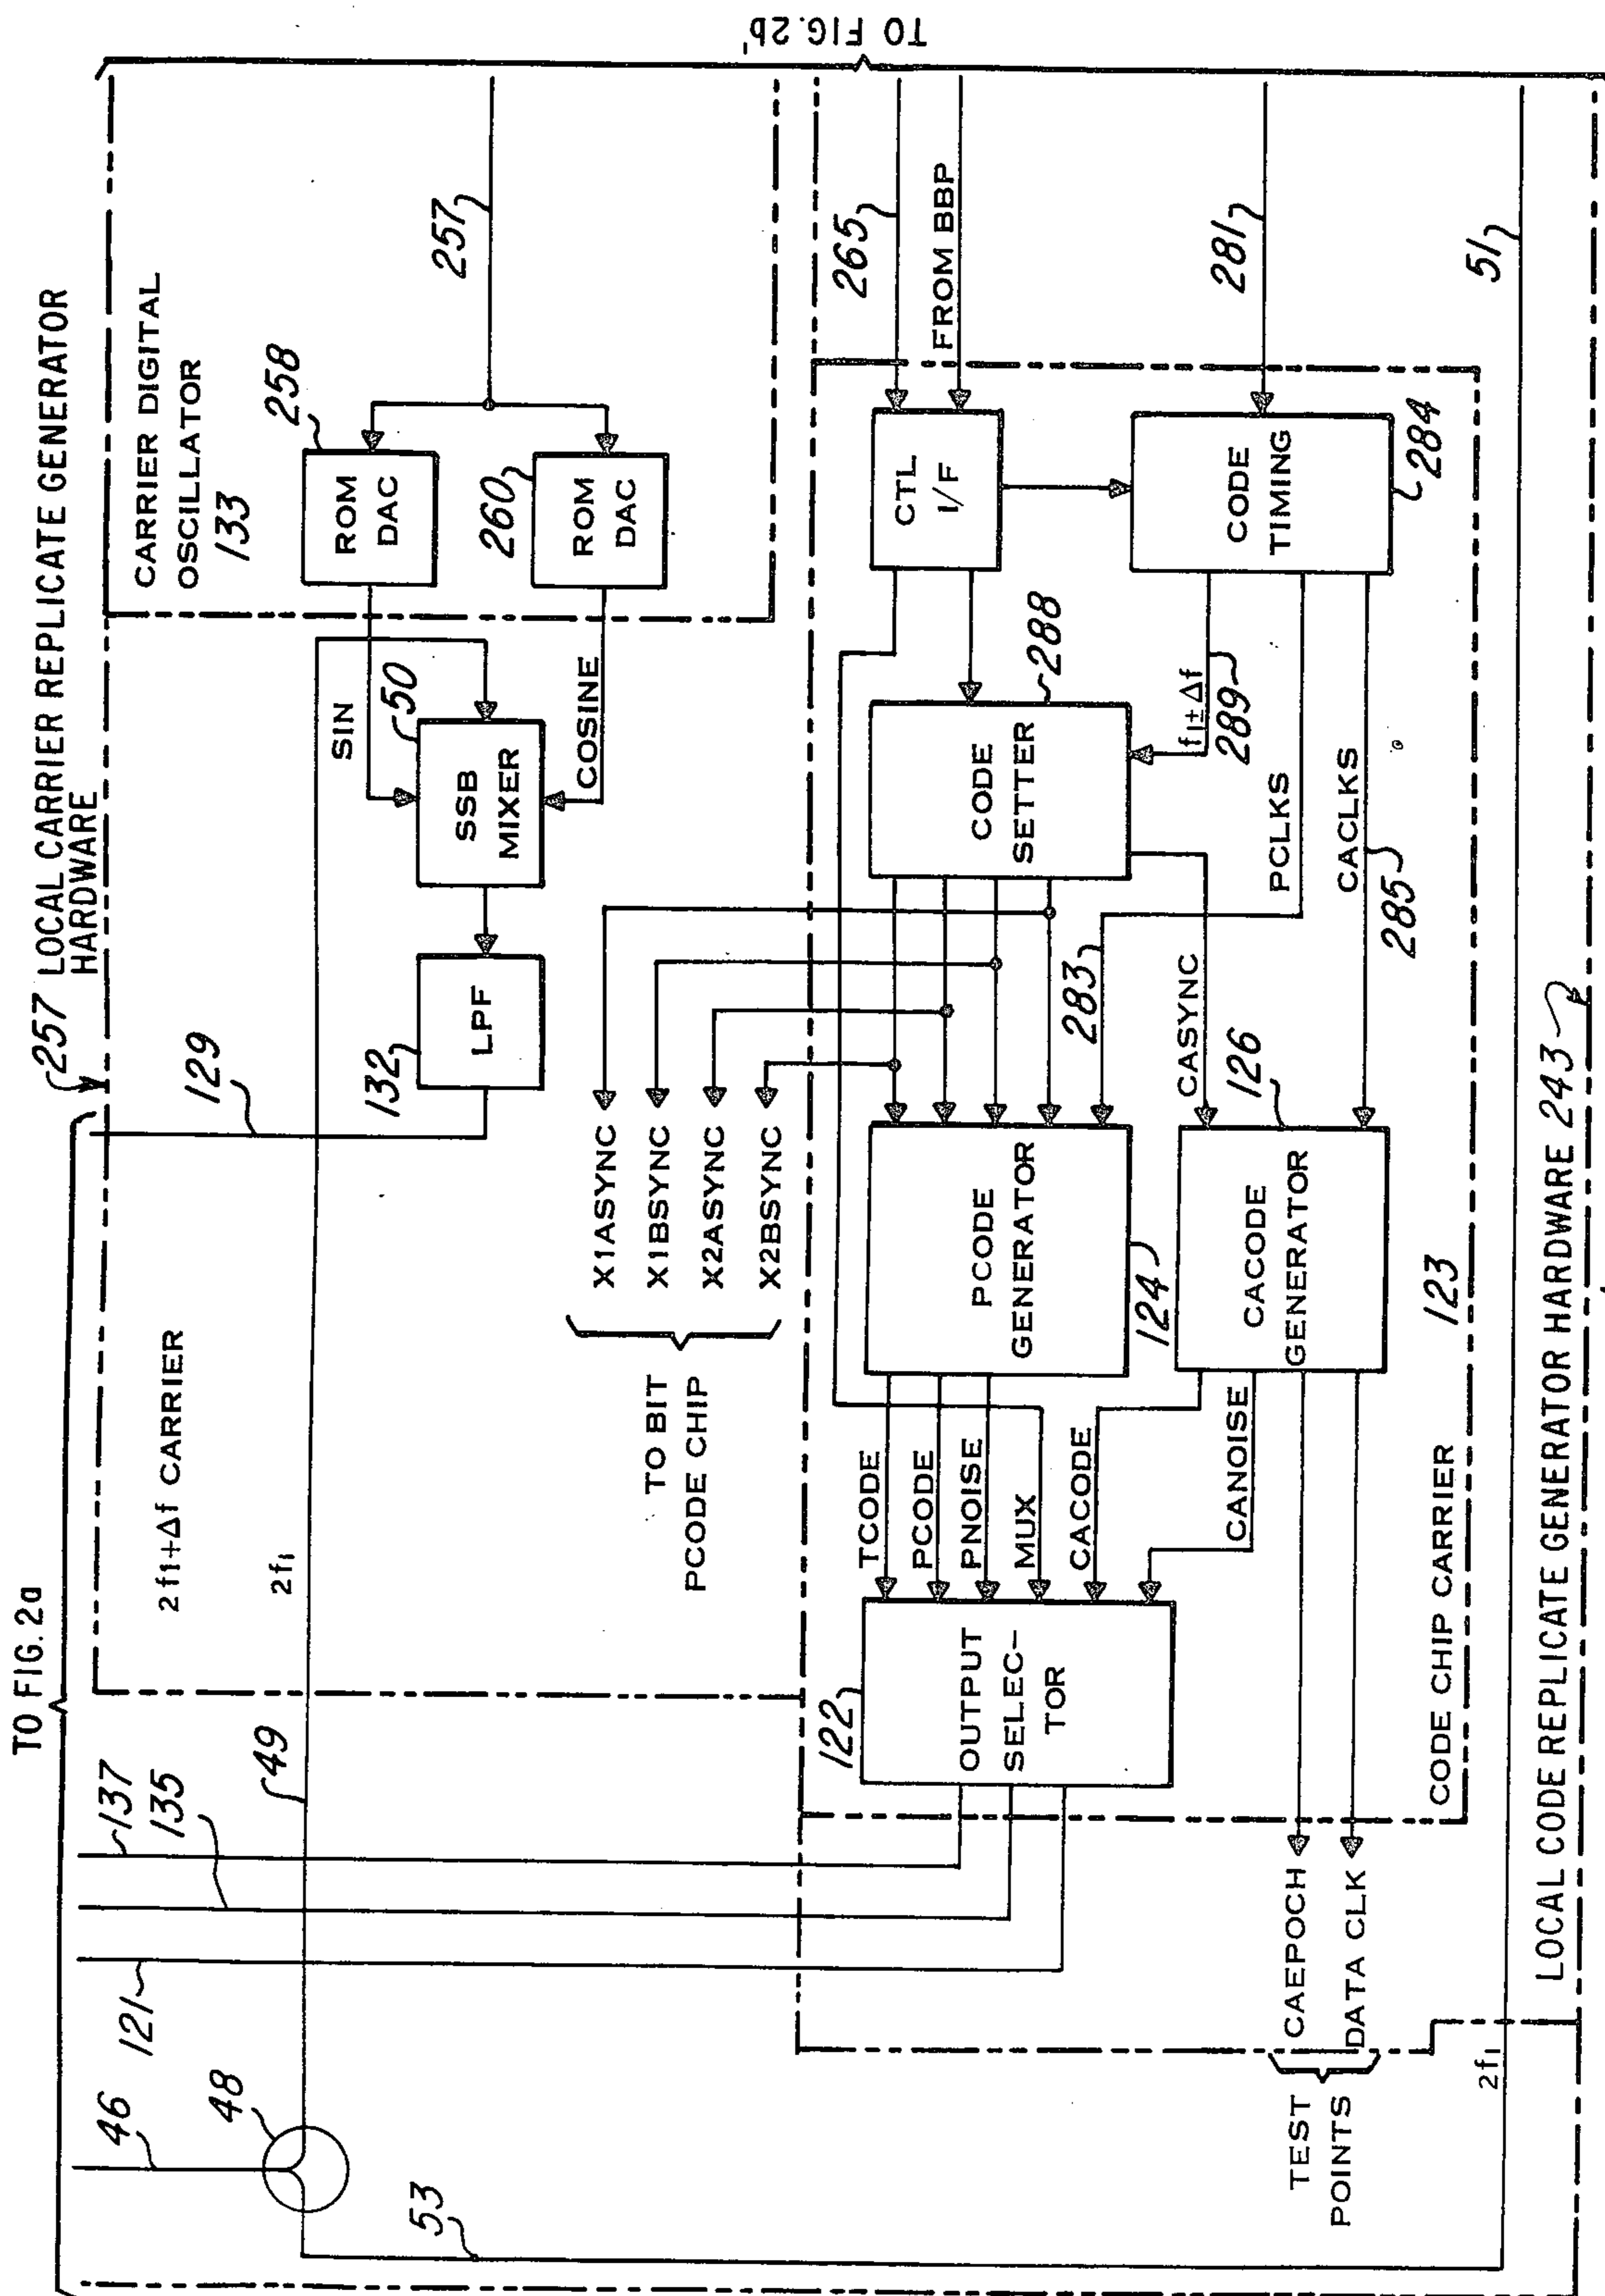 TO FIG. 2a
TO FIG. 2b'
257 LOCAL CARRIER REPLICATE GENERATOR
HARDWARE
46
48
53
121
135
137
49
129
2f₁+Δf CARRIER
2f₁
CARRIER DIGITAL
OSCILLATOR
133
258
ROM
DAC
260
ROM
DAC
257
SIN
COSINE
50
SSB
MIXER
132
LPF
X1ASYNC
X1BSYNC
X2ASYNC
X2BSYNC
TO BIT
PCODE CHIP
265
FROM BBP
281
51
CTL
I/F
CODE
TIMING
284
288
CODE
SETTER
f₁±Δf
289
PCLKS
CACLKS
285
283
CASYNC
126
PCODE
GENERATOR
124
CACODE
GENERATOR
TCODE
PCODE
PNOISE
MUX
CACODE
CANOISE
122
OUTPUT
SELEC-
TOR
CODE CHIP CARRIER
123
CAEPOCH
DATA CLK
TEST
POINTS
2f₁
LOCAL CODE REPLICATE GENERATOR HARDWARE 243